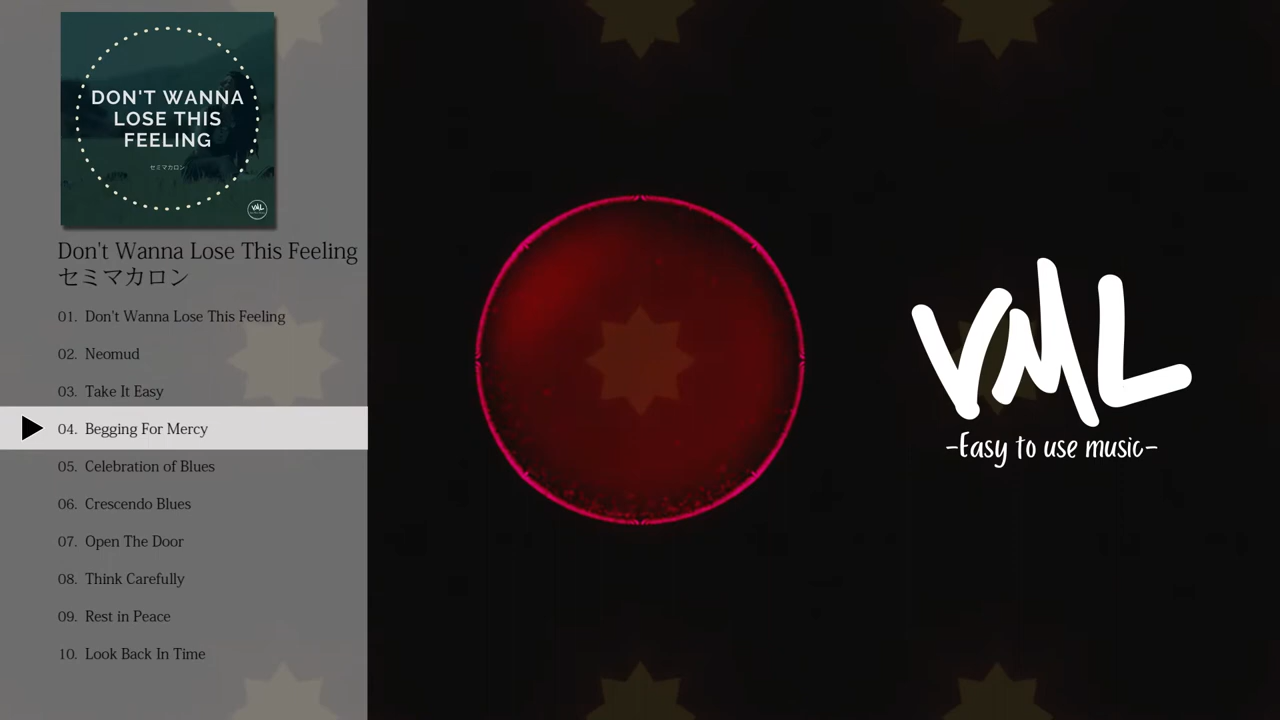 DON'T WANNA
LOSE THIS
FEELING
セミマカロン
VML
Don't Wanna Lose This Feeling
セミマカロン
01. Don't Wanna Lose This Feeling
02. Neomud
03. Take It Easy
04. Begging For Mercy
05. Celebration of Blues
06. Crescendo Blues
07. Open The Door
08. Think Carefully
09. Rest in Peace
10. Look Back In Time
VML
-Easy to use music-